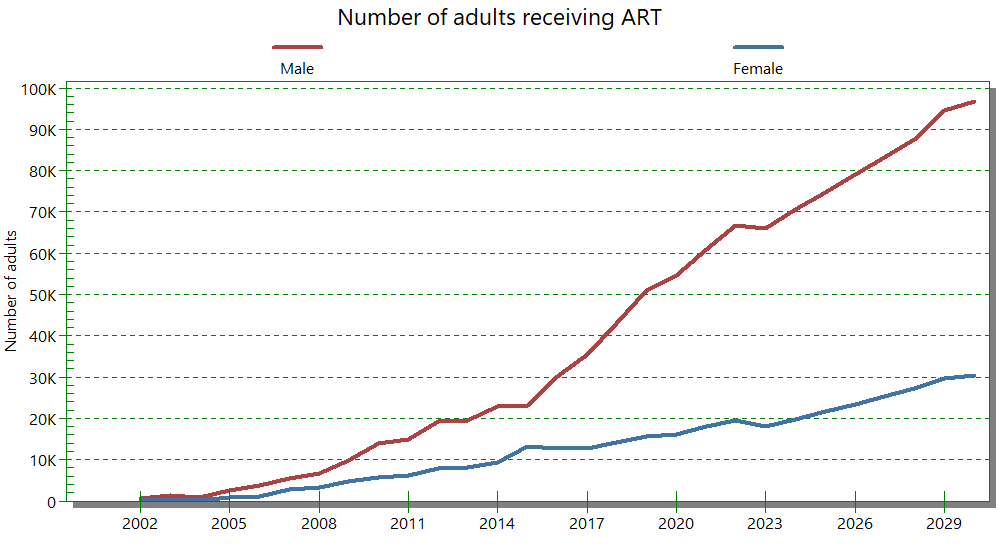 Number of adults receiving ART
Male
Female
100K
90K
80K
70K
60K
50K
40K
30K
20K
10K
0
Number of adults
2002 2005 2008 2011 2014 2017 2020 2023 2026 2029